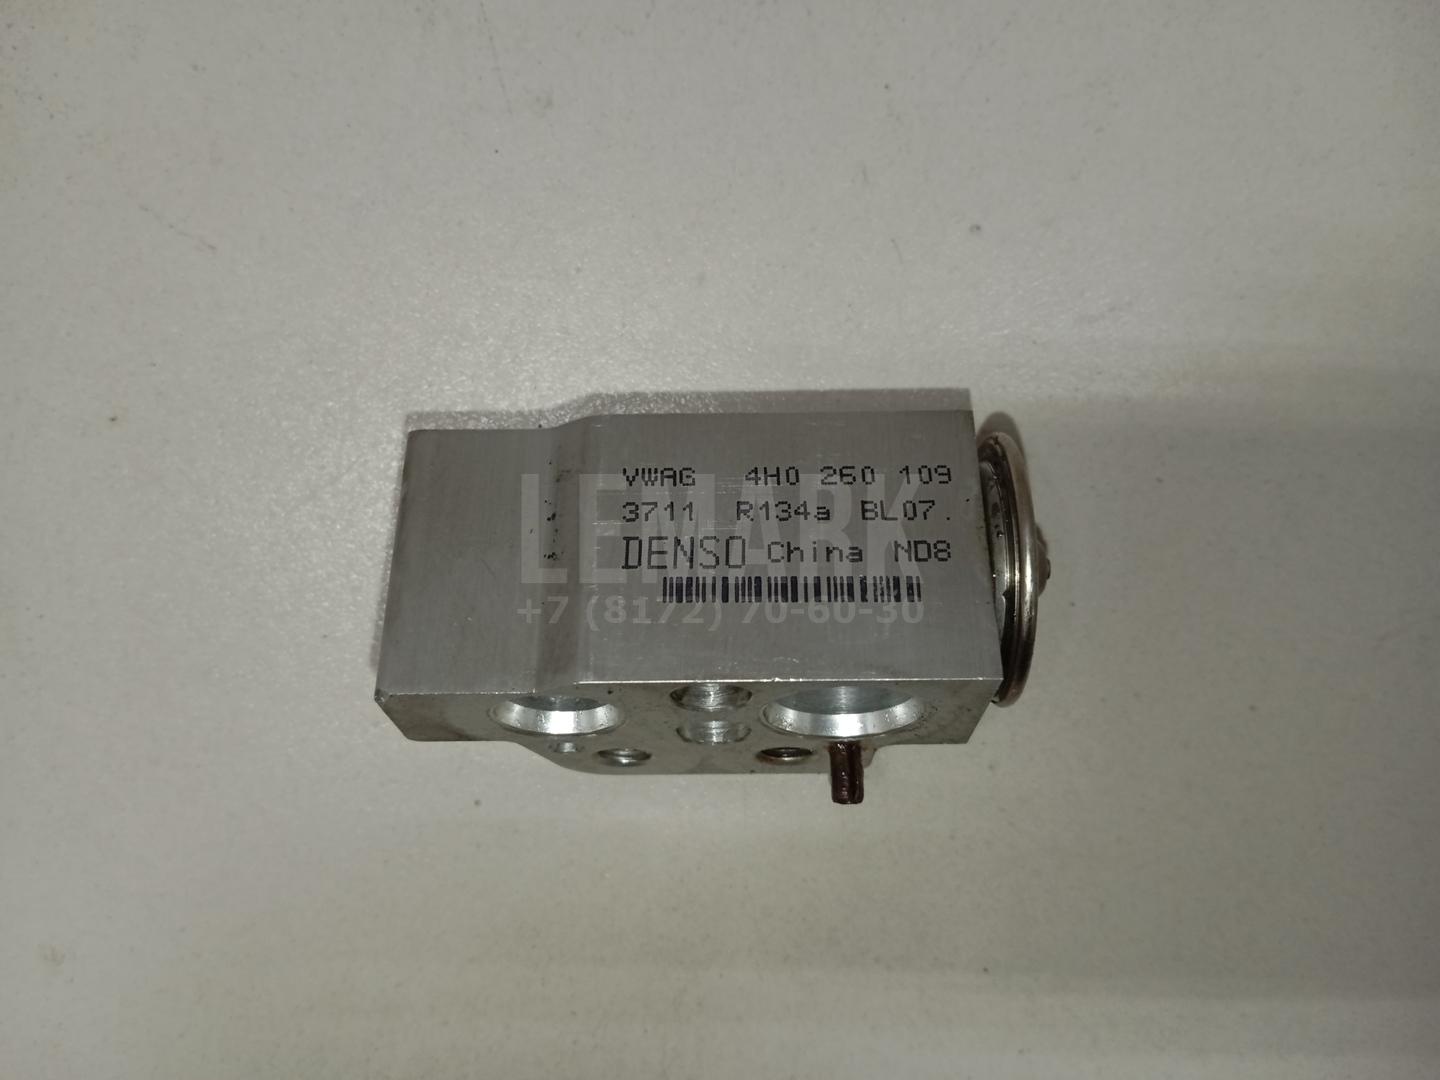 VWAG 4H0 260 109
3711 R134a BL07.
DENSO China ND8
LEMARK
+7 (8172) 70-60-30